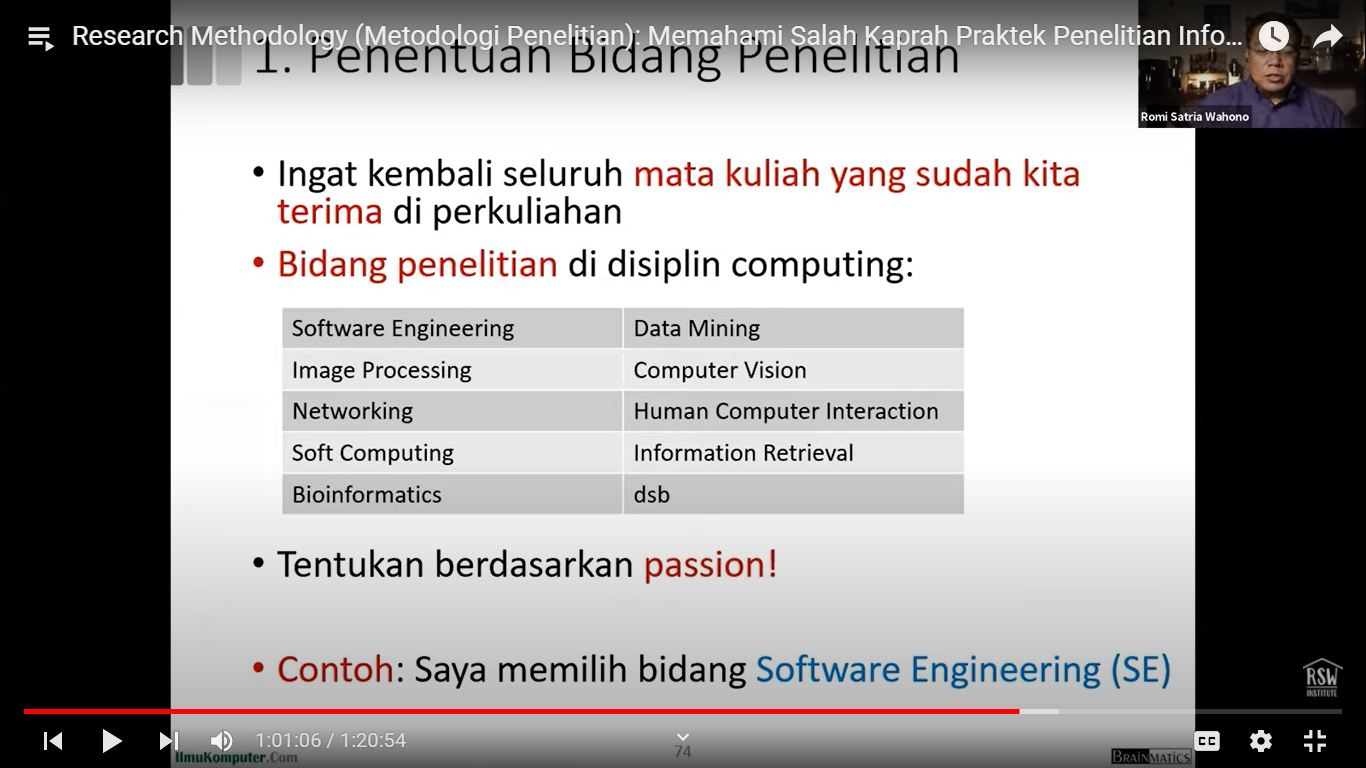 Research Methodology (Metodologi Penelitian): Memahami Salah Kaprah Praktek Penelitian Info...
1. Penentuan Bidang Penelitian
Romi Satria Wahono
• Ingat kembali seluruh mata kuliah yang sudah kita
terima di perkuliahan
• Bidang penelitian di disiplin computing:
Software Engineering Data Mining
Image Processing Computer Vision
Networking Human Computer Interaction
Soft Computing Information Retrieval
Bioinformatics dsb
• Tentukan berdasarkan passion!
• Contoh: Saya memilih bidang Software Engineering (SE)
RSW
INSTITUTE
1:01:06 / 1:20:54
CC
IlmuKomputer.Com
74
BRAINMATICS